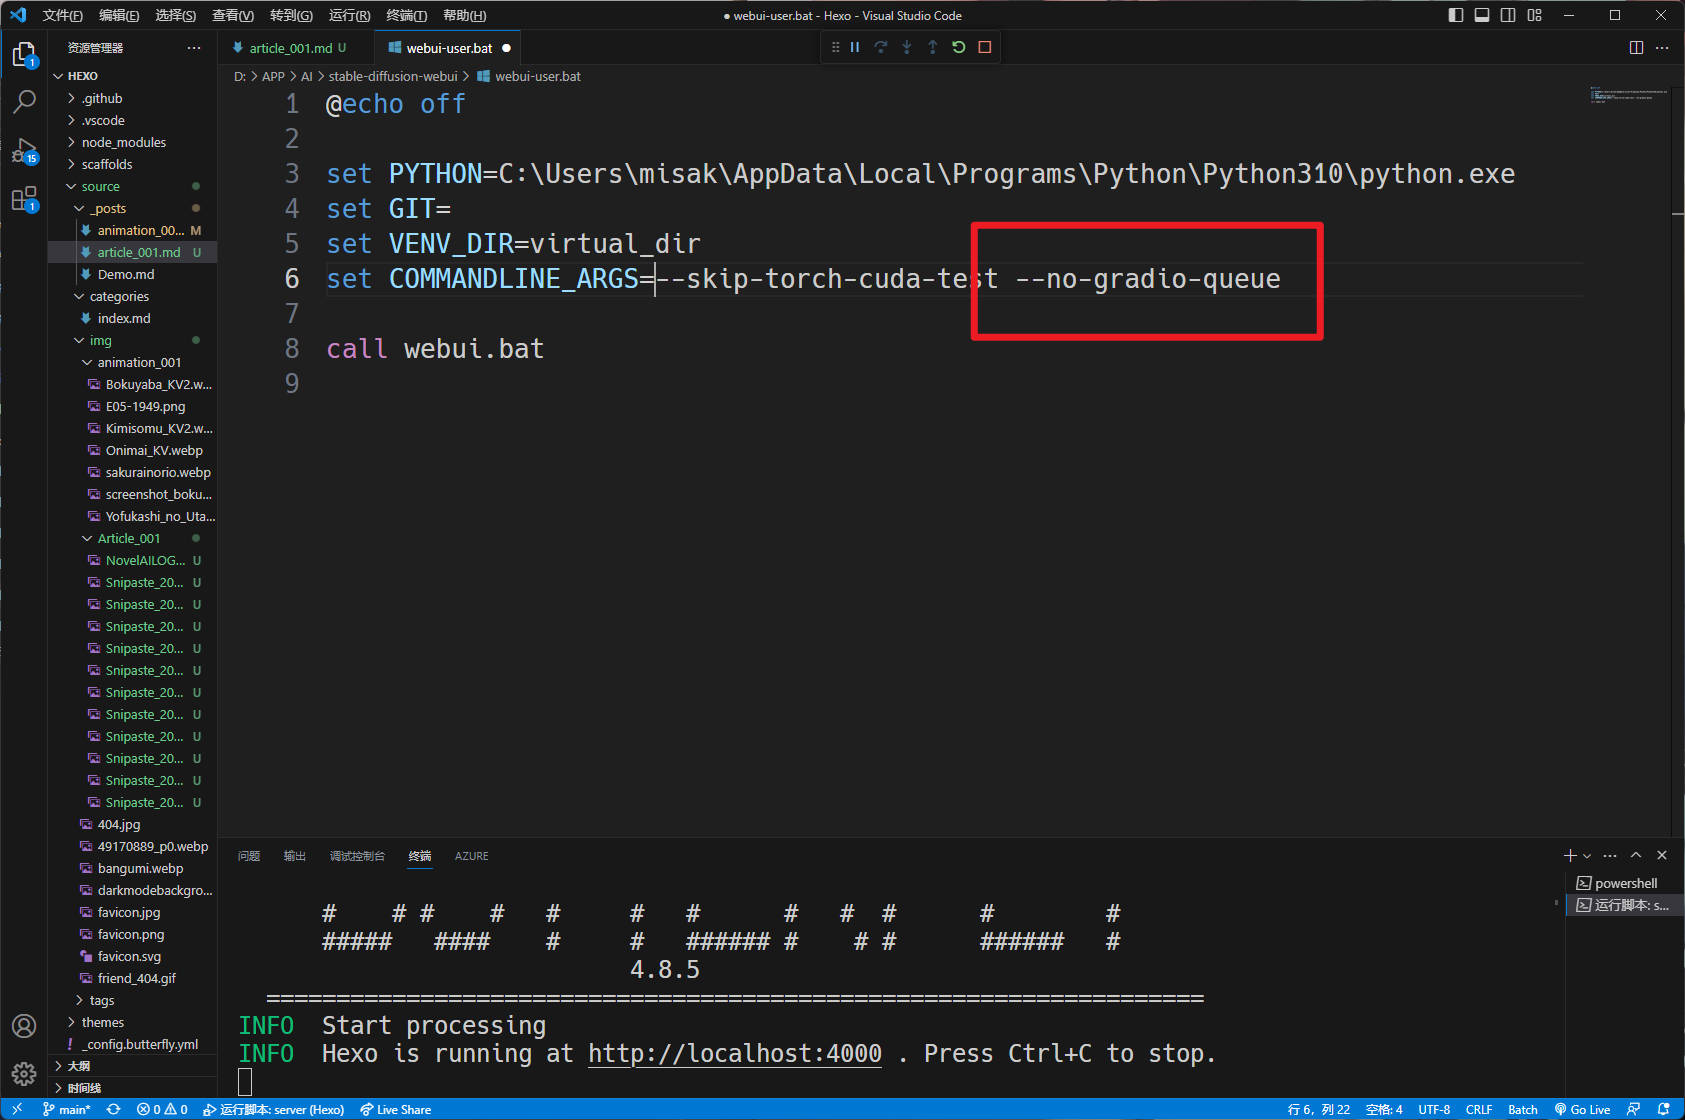 文件(F) 编辑(E) 选择(S) 查看(V) 转到(G) 运行(R) 终端(T) 帮助(H)
● webui-user.bat - Hexo - Visual Studio Code
资源管理器 ···
article_001.md U
webui-user.bat ●
D: > APP > AI > stable-diffusion-webui > webui-user.bat
1
15
1
HEXO
.github
.vscode
node_modules
scaffolds
source
_posts
animation_00... M
article_001.md U
Demo.md
categories
index.md
img
animation_001
Bokuyaba_KV2.w...
E05-1949.png
Kimisomu_KV2.w...
Onimai_KV.webp
sakurainorio.webp
screenshot_boku...
Yofukashi_no_Uta...
Article_001
NovelAILOG... U
Snipaste_20... U
Snipaste_20... U
Snipaste_20... U
Snipaste_20... U
Snipaste_20... U
Snipaste_20... U
Snipaste_20... U
Snipaste_20... U
Snipaste_20... U
Snipaste_20... U
Snipaste_20... U
404.jpg
49170889_p0.webp
bangumi.webp
darkmodebackgro...
favicon.jpg
favicon.png
favicon.svg
friend_404.gif
tags
themes
! _config.butterfly.yml
大纲
时间线
1 @echo off
2
3 set PYTHON=C:\Users\misak\AppData\Local\Programs\Python\Python310\python.exe
4 set GIT=
5 set VENV_DIR=virtual_dir
6 set COMMANDLINE_ARGS=--skip-torch-cuda-test --no-gradio-queue
7
8 call webui.bat
9
问题 输出 调试控制台 终端 AZURE
powershell
运行脚本: s...
# # # # # # # # # # # #
##### #### # # ###### # # # ###### #
4.8.5
===================================================================
INFO Start processing
INFO Hexo is running at http://localhost:4000 . Press Ctrl+C to stop.
main* 0 0 运行脚本: server (Hexo) Live Share
行 6，列 22 空格: 4 UTF-8 CRLF Batch Go Live